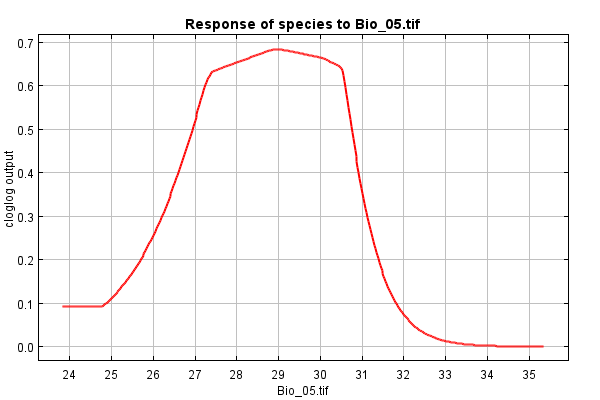 Response of species to Bio_05.tif
cloglog output
0.7
0.6
0.5
0.4
0.3
0.2
0.1
0.0
24 25 26 27 28 29 30 31 32 33 34 35
Bio_05.tif